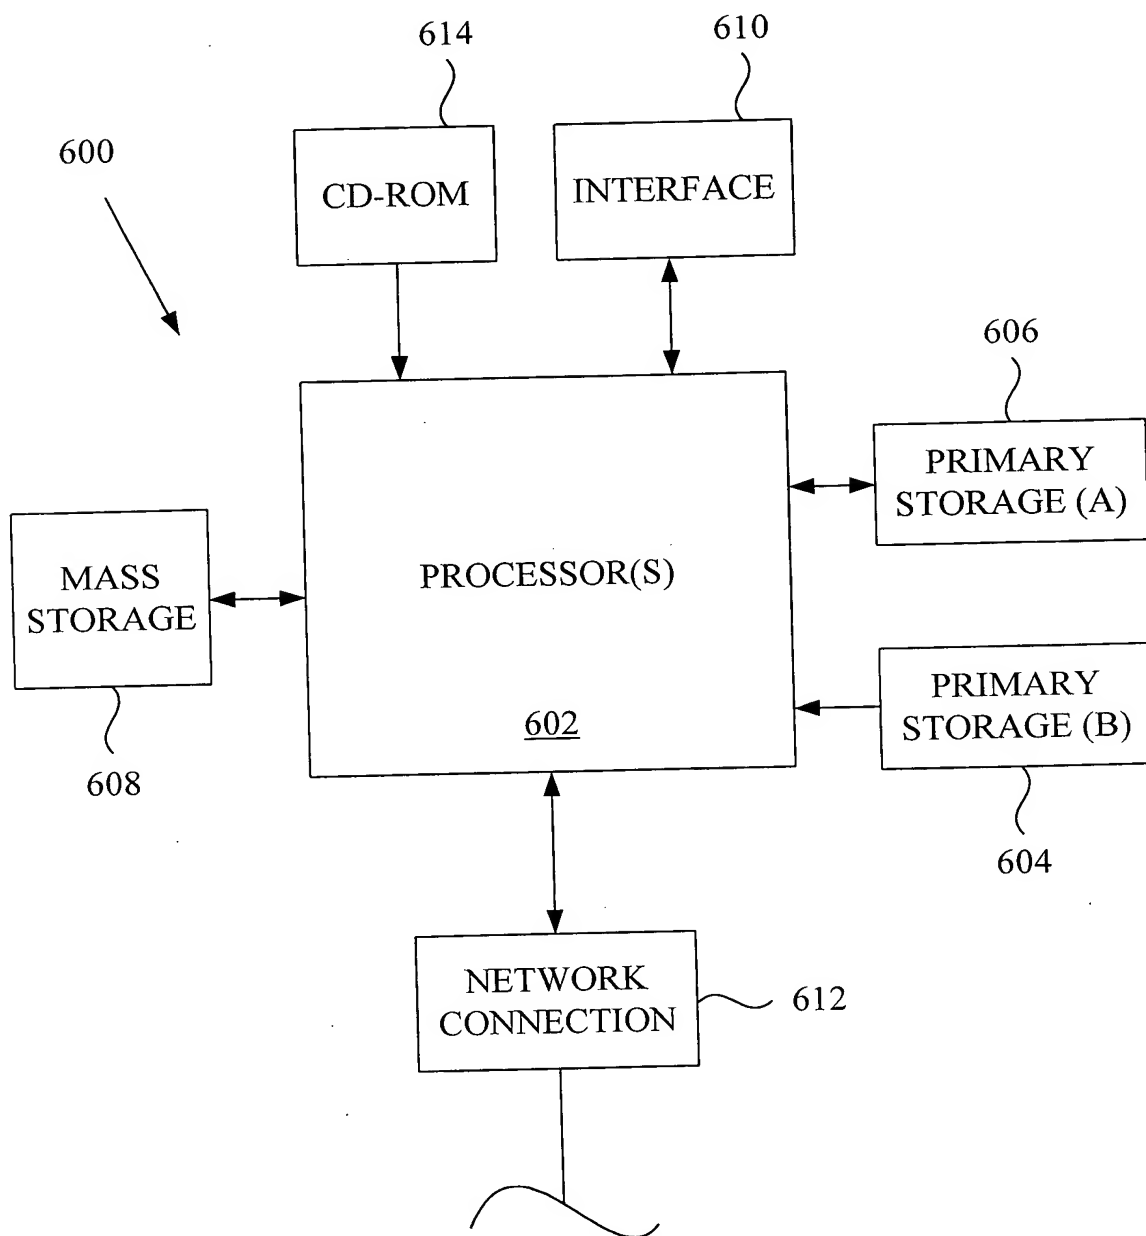 614
610
600
CD-ROM
INTERFACE
606
PRIMARY
STORAGE (A)
MASS
STORAGE
PROCESSOR(S)
PRIMARY
STORAGE (B)
602
608
604
NETWORK
CONNECTION
612